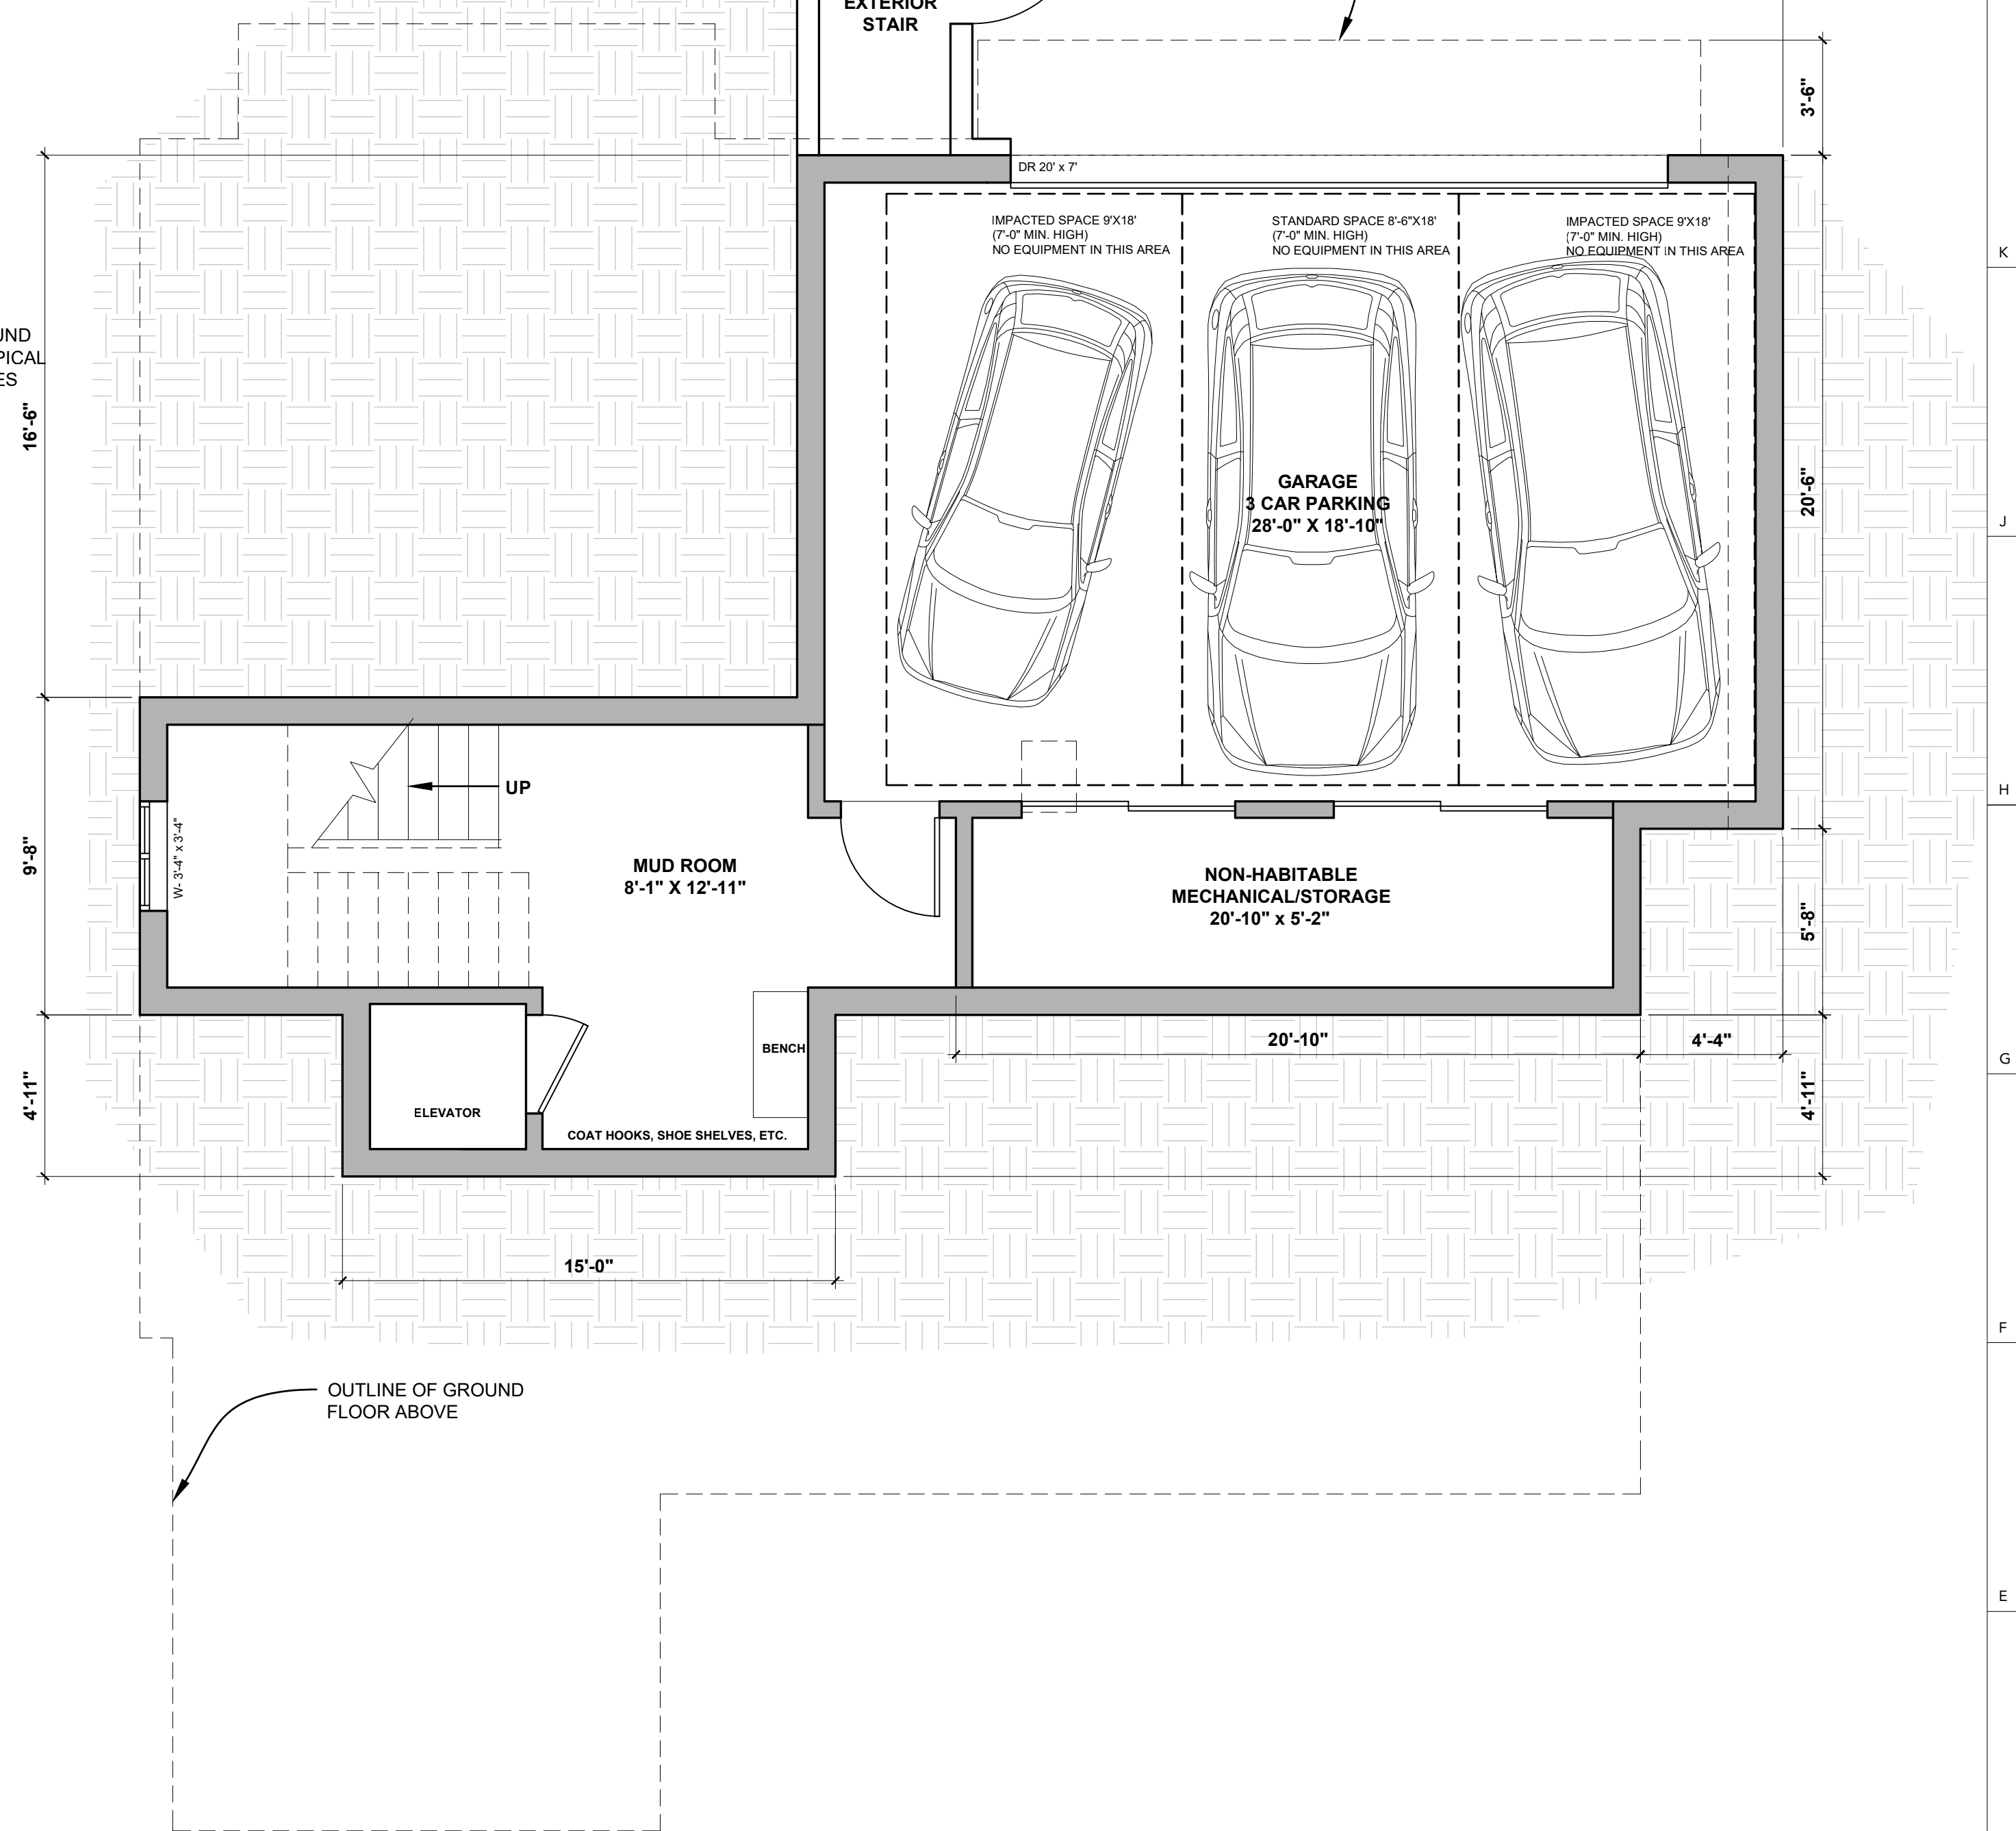 EXTERIOR
STAIR
3'-6"
DR 20' x 7'
IMPACTED SPACE 9'X18'
(7'-0" MIN. HIGH)
NO EQUIPMENT IN THIS AREA
STANDARD SPACE 8'-6"X18'
(7'-0" MIN. HIGH)
NO EQUIPMENT IN THIS AREA
IMPACTED SPACE 9'X18'
(7'-0" MIN. HIGH)
NO EQUIPMENT IN THIS AREA
K
16'-6"
GARAGE
3 CAR PARKING
28'-0" X 18'-10"
20'-6"
J
UP
H
W- 3'-4" x 3'-4"
9'-8"
MUD ROOM
8'-1" X 12'-11"
NON-HABITABLE
MECHANICAL/STORAGE
20'-10" x 5'-2"
5'-8"
BENCH
20'-10"
4'-4"
G
4'-11"
ELEVATOR
COAT HOOKS, SHOE SHELVES, ETC.
4'-11"
15'-0"
F
OUTLINE OF GROUND
FLOOR ABOVE
E